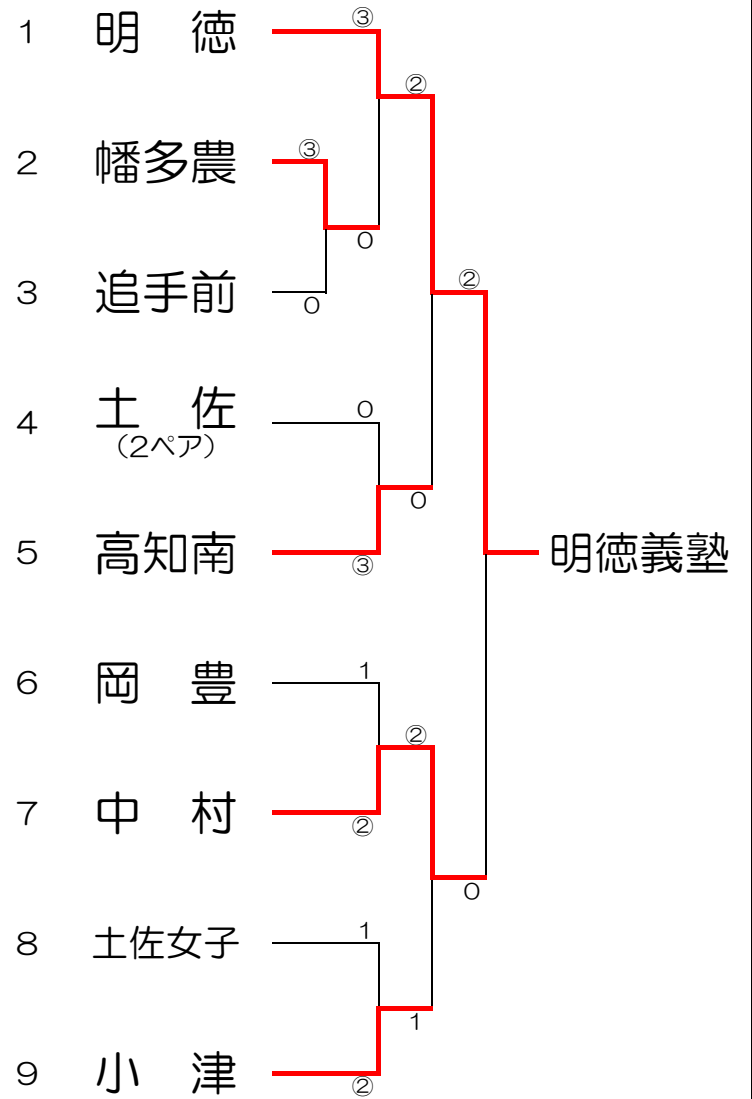 ③
1 明　徳
②
2 幡多農 ③
0
3 追手前 0
②
4 土　佐 0
（2ペア）
0
5 高知南 ③
明徳義塾
6 岡　豊 1
②
7 中　村 ②
0
8 土佐女子 1
1
9 小　津 ②